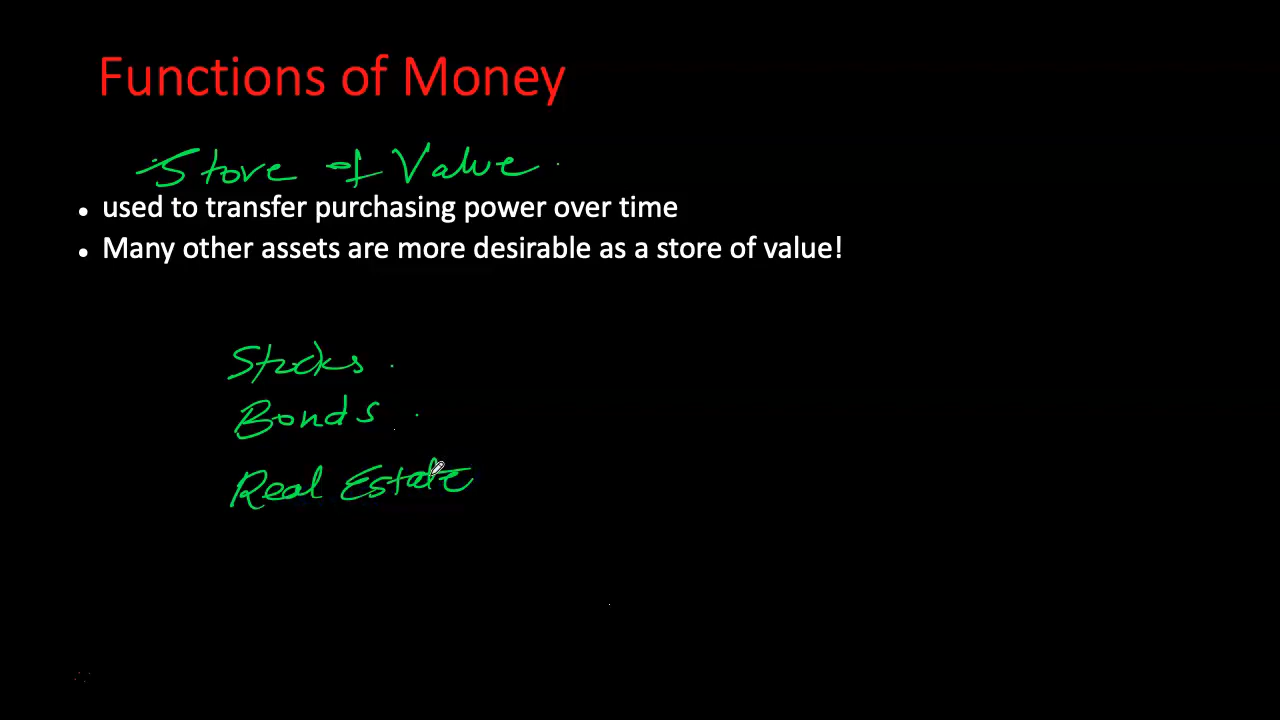 Functions of Money
Store of Value
• used to transfer purchasing power over time
• Many other assets are more desirable as a store of value!
Stocks
Bonds
Real Estate